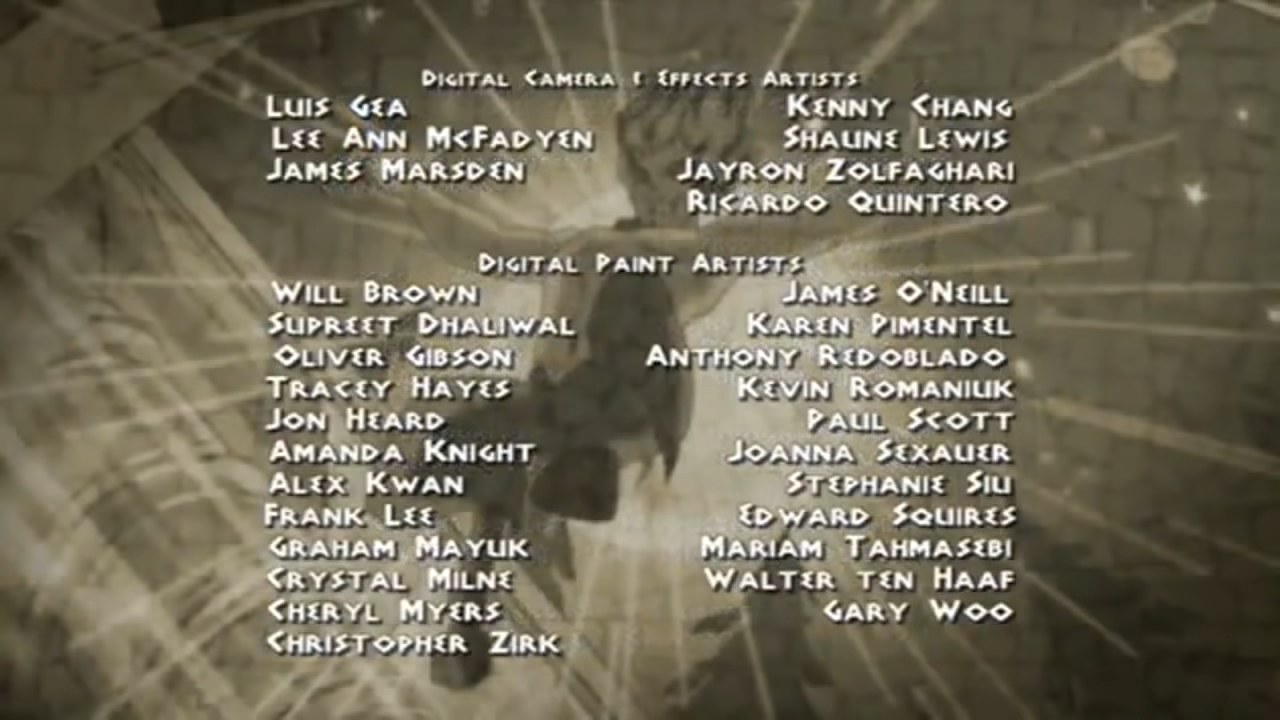 Digital Camera & Effects Artists
Luis Gea Kenny Chang
Lee Ann McFadyen Shaune Lewis
James Marsden Jayron Zolfaghari
Ricardo Quintero
Digital Paint Artists
Will Brown James O'Neill
Supreet Dhaliwal Karen Pimentel
Oliver Gibson Anthony Redoblado
Tracey Hayes Kevin Romaniuk
Jon Heard Paul Scott
Amanda Knight Joanna Sexauer
Alex Kwan Stephanie Siu
Frank Lee Edward Squires
Graham Mayuk Mariam Tahmasebi
Crystal Milne Walter ten Haaf
Cheryl Myers Gary Woo
Christopher Zirk